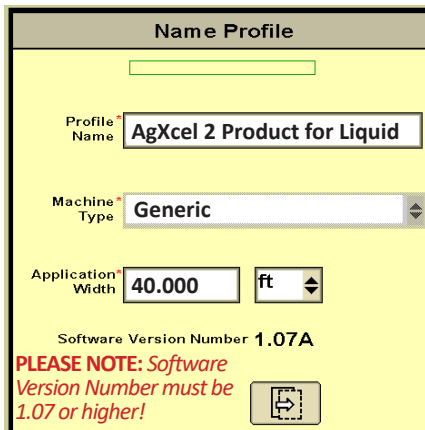 Name Profile
Profile*
Name
AgXcel 2 Product for Liquid
Machine*
Type
Generic
Application*
Width
40.000 ft
Software Version Number 1.07A
PLEASE NOTE: Software
Version Number must be
1.07 or higher!